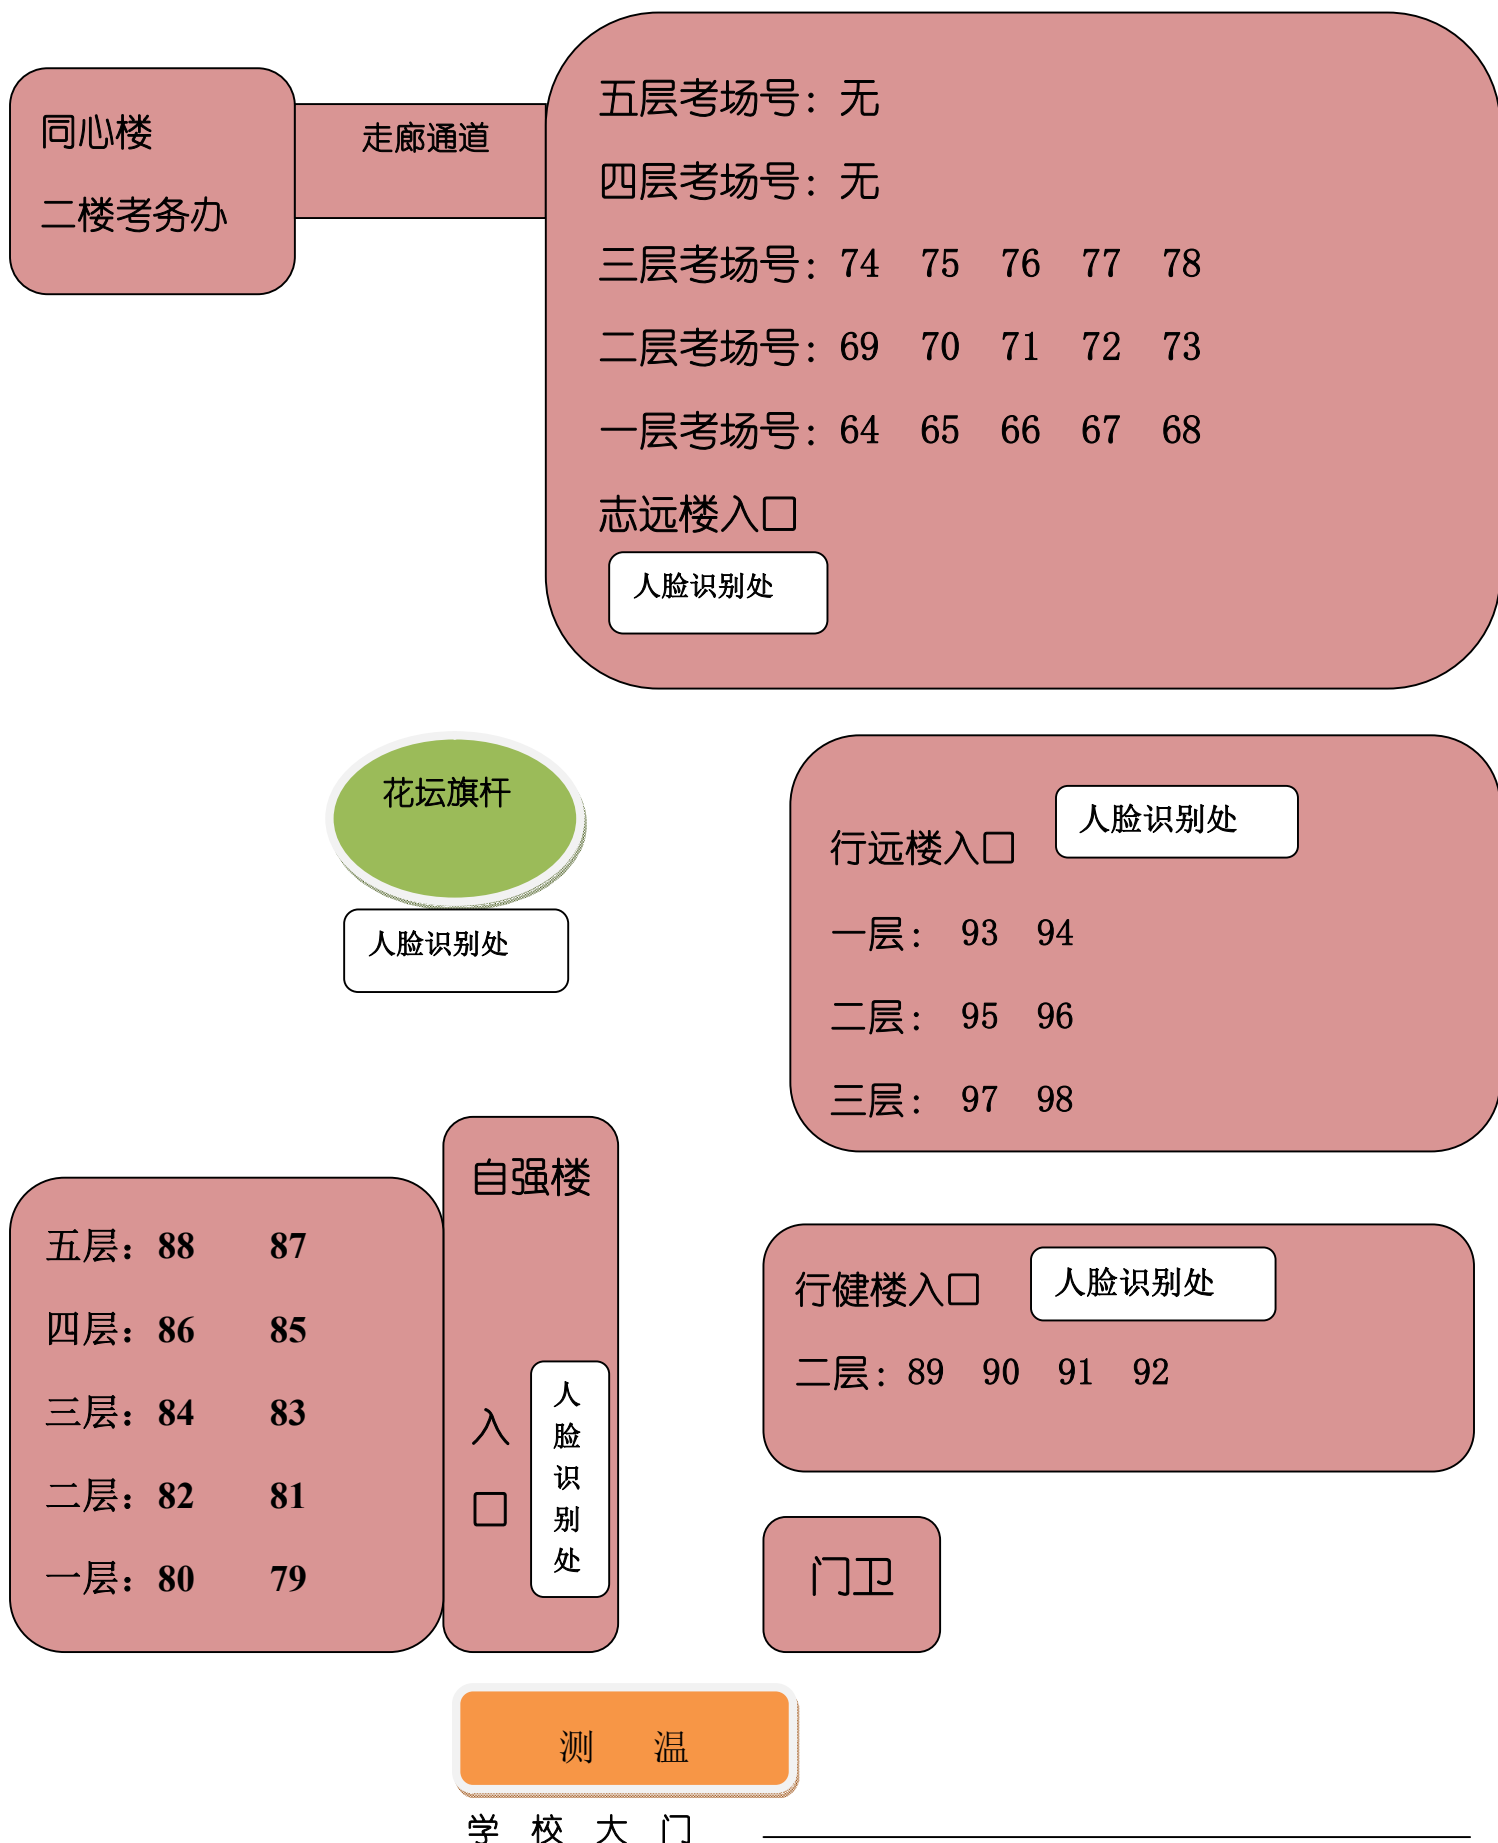 同心楼
二楼考务办
走廊通道
五层考场号：无
四层考场号：无
三层考场号：74 75 76 77 78
二层考场号：69 70 71 72 73
一层考场号：64 65 66 67 68
志远楼入口
人脸识别处
花坛旗杆
人脸识别处
行远楼入口
人脸识别处
一层： 93 94
二层： 95 96
三层： 97 98
自强楼
入口
人脸识别处
五层：88 87
四层：86 85
三层：84 83
二层：82 81
一层：80 79
行健楼入口
人脸识别处
二层：89 90 91 92
门卫
测 温
学 校 大 门